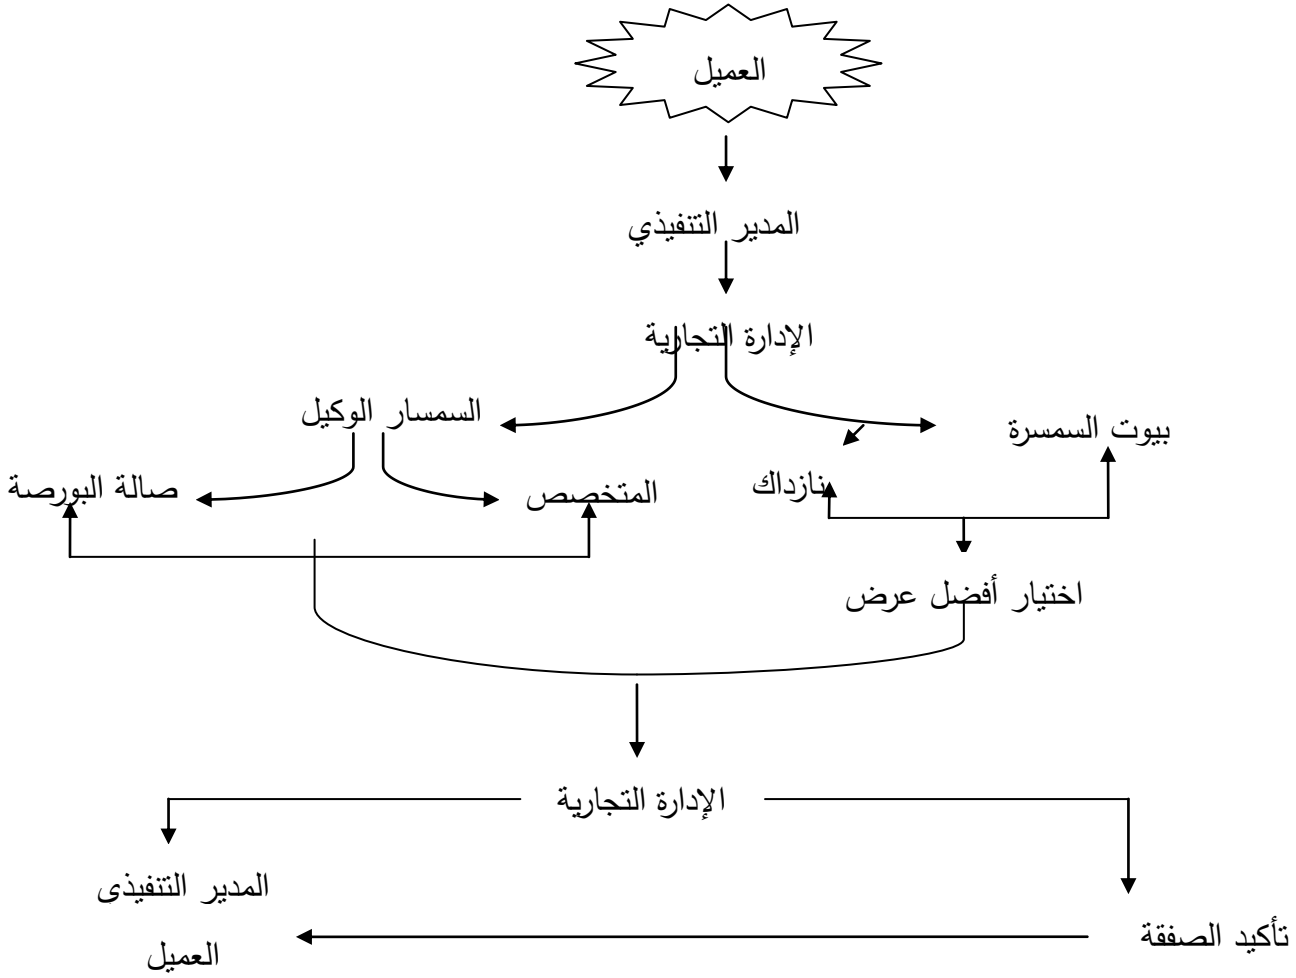 العميل
المدير التنفيذي
الإدارة التجارية
بيوت السمسرة
السمسار الوكيل
نازداك
المتخصص
صالة البورصة
اختيار أفضل عرض
الإدارة التجارية
المدير التنفيذى
تأكيد الصفقة
العميل